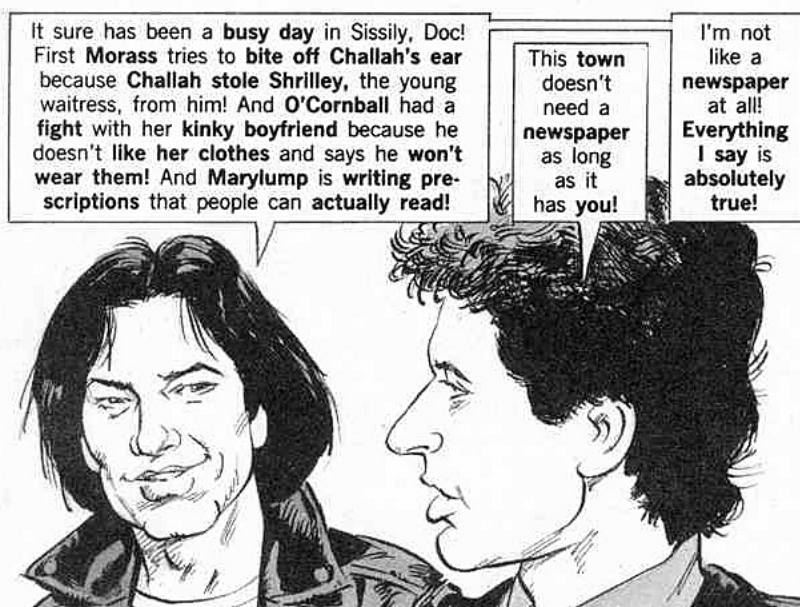 It sure has been a busy day in Sissily, Doc!
First Morass tries to bite off Challah's ear
because Challah stole Shrilley, the young
waitress, from him! And O'Cornball had a
fight with her kinky boyfriend because he
doesn't like her clothes and says he won't
wear them! And Marylump is writing pre-
scriptions that people can actually read!
This town
doesn't
need a
newspaper
as long
as it
has you!
I'm not
like a
newspaper
at all!
Everything
I say is
absolutely
true!